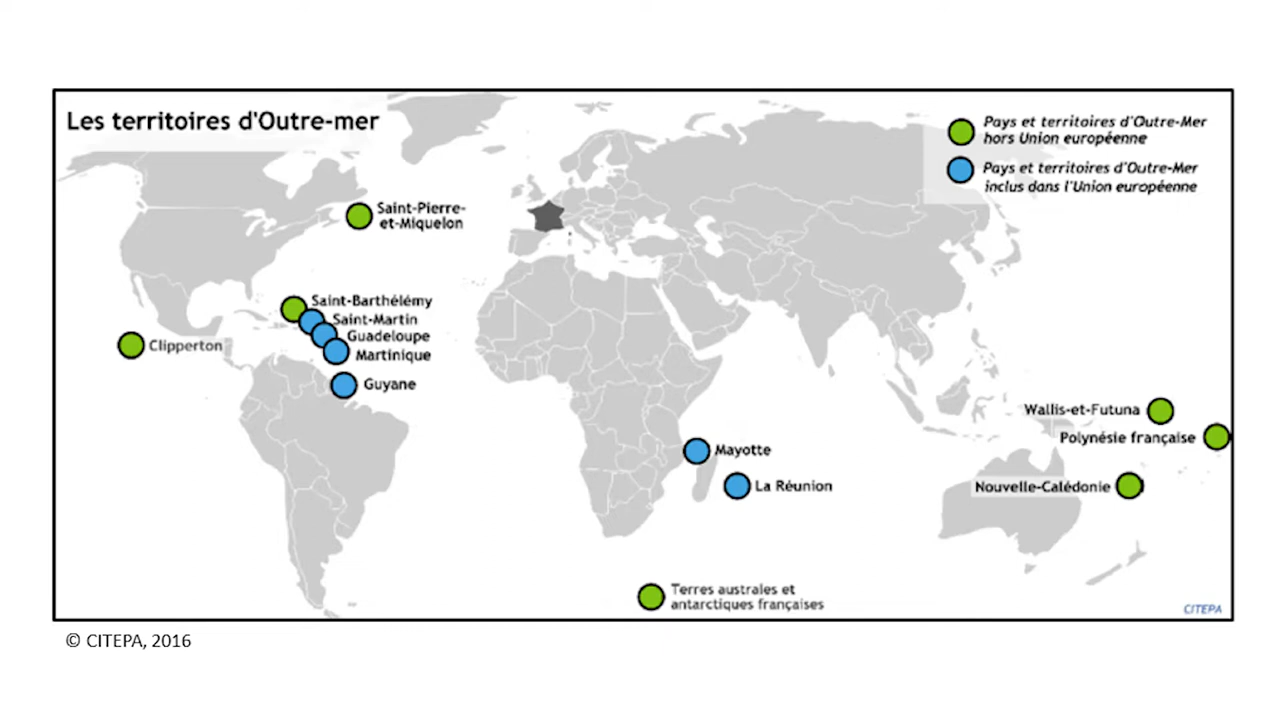 Les territoires d'Outre-mer
Pays et territoires d'Outre-Mer
hors Union européenne
Pays et territoires d'Outre-Mer
inclus dans l'Union européenne
Saint-Pierre-
et-Miquelon
Saint-Barthélémy
Saint-Martin
Guadeloupe
Clipperton
Martinique
Guyane
Wallis-et-Futuna
Polynésie française
Mayotte
La Réunion
Nouvelle-Calédonie
Terres australes et
antarctiques françaises
CITEPA
© CITEPA, 2016